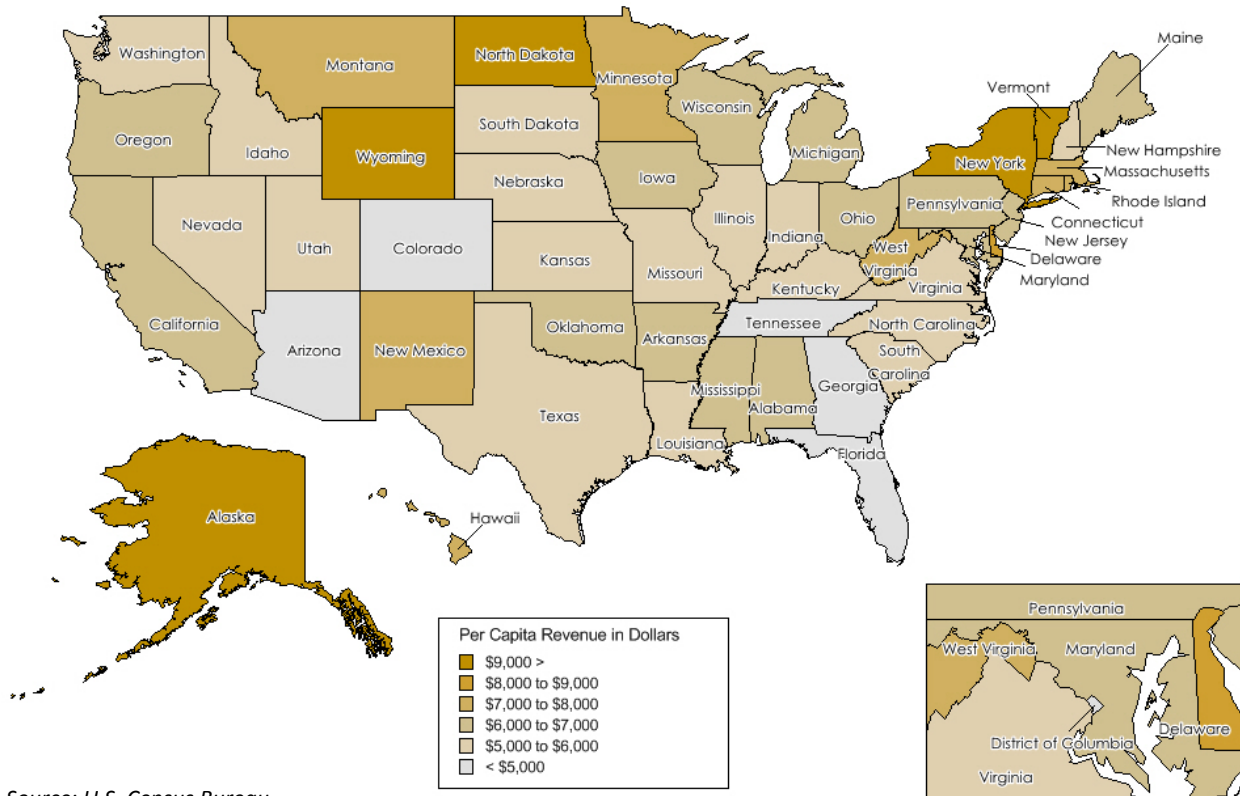 Washington
Montana
North Dakota
Minnesota
Maine
Vermont
Oregon
Idaho
Wyoming
South Dakota
Wisconsin
Michigan
New York
New Hampshire
Massachusetts
Rhode Island
Connecticut
New Jersey
Delaware
Maryland
Nevada
Utah
Colorado
Nebraska
Iowa
Illinois
Indiana
Ohio
Pennsylvania
West
Virginia
Kansas
Missouri
Kentucky
Virginia
California
Arizona
New Mexico
Oklahoma
Arkansas
Tennessee
North Carolina
South
Carolina
Texas
Louisiana
Mississippi
Alabama
Georgia
Florida
Alaska
Hawaii
Per Capita Revenue in Dollars
$9,000 >
$8,000 to $9,000
$7,000 to $8,000
$6,000 to $7,000
$5,000 to $6,000
< $5,000
Pennsylvania
West Virginia
Maryland
District of Columbia
Delaware
Virginia
Source: U.S. Census Bureau